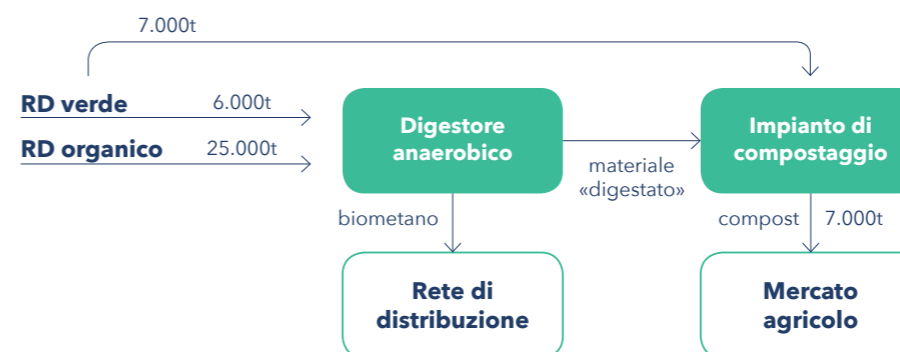 7.000t
RD verde 6.000t
RD organico 25.000t
Digestore
anaerobico
materiale
«digestato»
Impianto di
compostaggio
biometano
compost 7.000t
Rete di
distribuzione
Mercato
agricolo